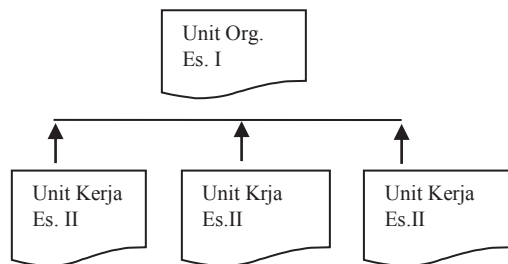 Unit Org.
Es. I
Unit Kerja
Es. II
Unit Krja
Es.II
Unit Kerja
Es.II